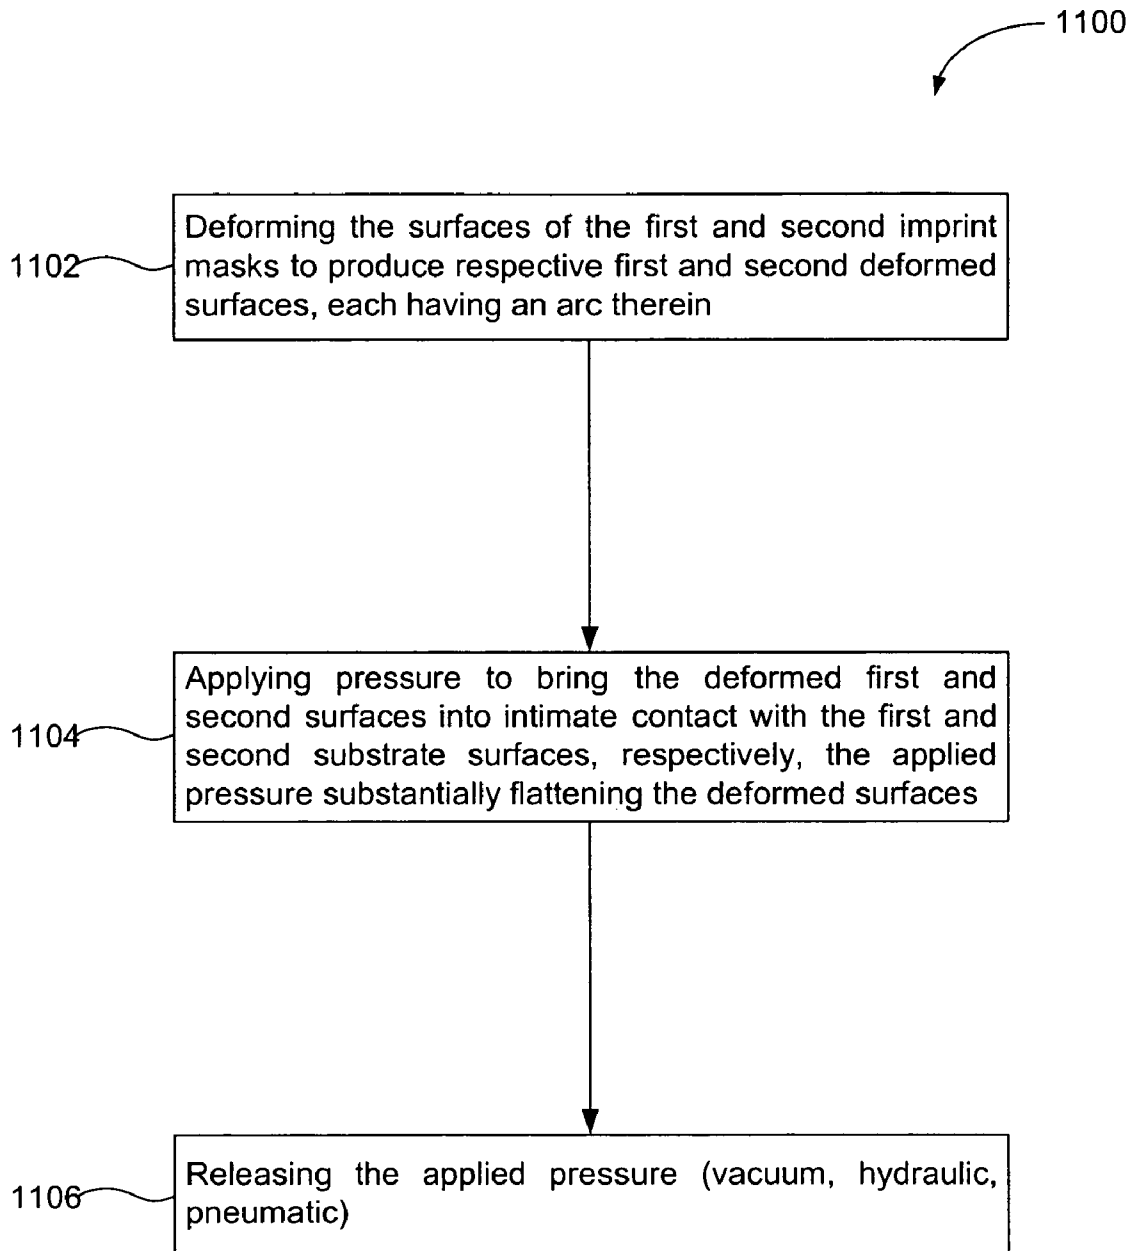 1100
Deforming the surfaces of the first and second imprint
1102 masks to produce respective first and second deformed
surfaces, each having an arc therein
Applying pressure to bring the deformed first and
second surfaces into intimate contact with the first and
1104 second substrate surfaces, respectively, the applied
pressure substantially flattening the deformed surfaces
Releasing the applied pressure (vacuum, hydraulic,
1106 pneumatic)